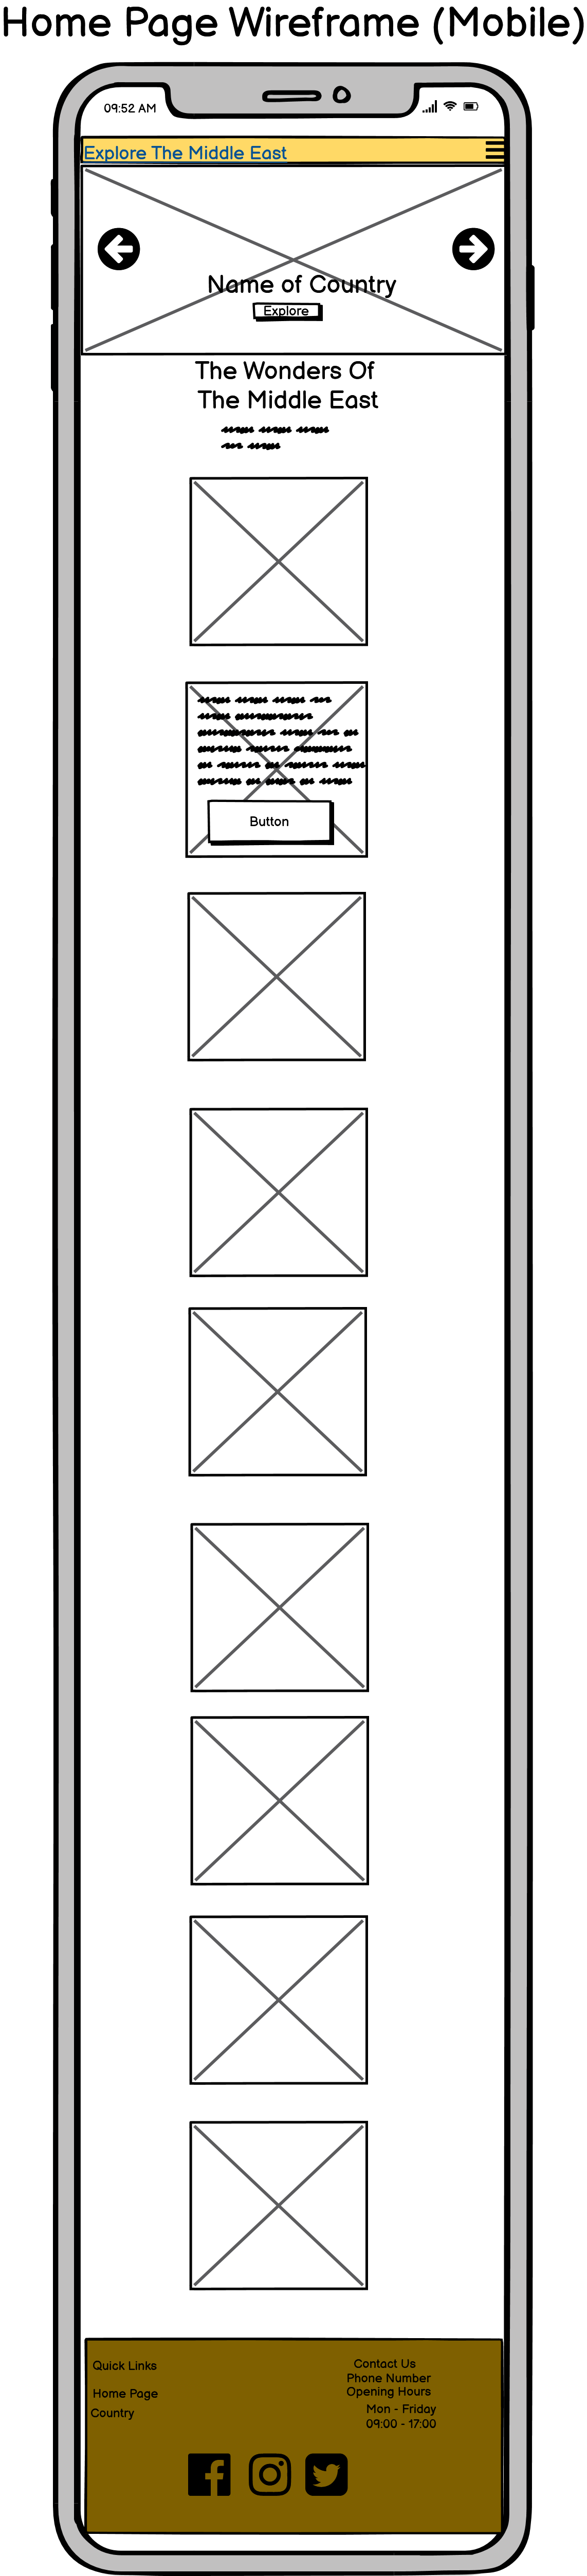 Home Page Wireframe (Mobile)
09:52 AM
Explore The Middle East
Name of Country
Explore
The Wonders Of
The Middle East
Button
Quick Links
Home Page
Country
Contact Us
Phone Number
Opening Hours
Mon - Friday
09:00 - 17:00